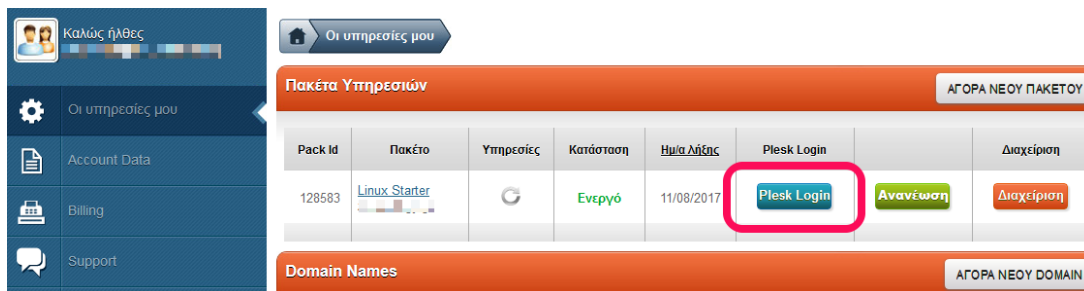 Καλώς ήλθες
Οι υπηρεσίες μου
Account Data
Billing
Support
Οι υπηρεσίες μου
Πακέτα Υπηρεσιών
ΑΓΟΡΑ ΝΕΟΥ ΠΑΚΕΤΟΥ
Pack Id Πακέτο Υπηρεσίες Κατάσταση Ημ/α Λήξης Plesk Login Διαχείριση
128583 Linux Starter Ενεργό 11/08/2017 Plesk Login Ανανέωση Διαχείριση
Domain Names
ΑΓΟΡΑ ΝΕΟΥ DOMAIN